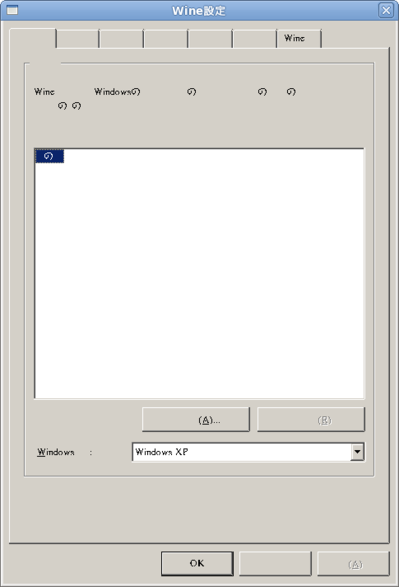 Wine設定
Wine
Wine Windowsの の の の
の の
の
(A)... (R)
Windows : Windows XP
OK (A)